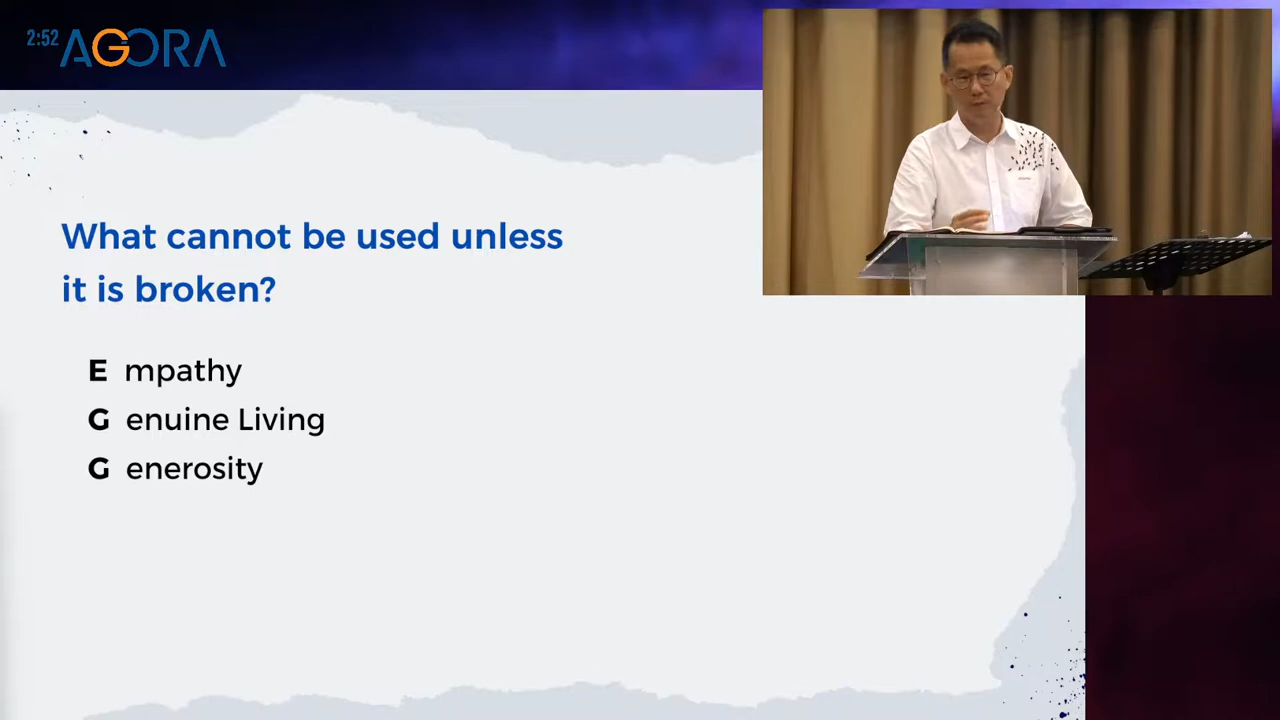 2:52 AGORA
What cannot be used unless
it is broken?
E mpathy
G enuine Living
G enerosity